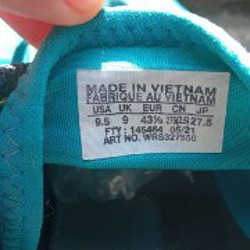 MADE IN VIETNAM
FABRIQUE AU VIETNAM
USA UK EUR CN JP
9.5 9 43½ 275(2.5) 27.5
FTY: 145464 05/21
ART NO. WRS327550